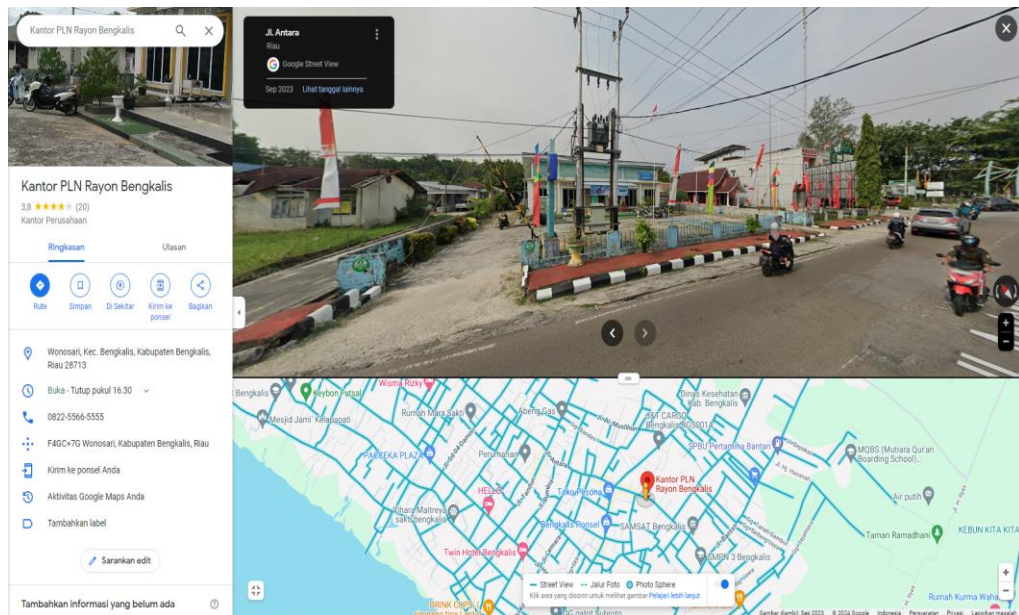 Kantor PLN Rayon Bengkalis
Kantor PLN Rayon Bengkalis
3,8 (20)
Kantor Perusahaan
Ringkasan
Ulasan
Rute
Simpan
Di Sekitar
Kirim ke
ponsel
Bagikan
Wonosari, Kec. Bengkalis, Kabupaten Bengkalis,
Riau 28713
Buka · Tutup pukul 16.30
0822-5566-5555
F4GC+7G Wonosari, Kabupaten Bengkalis, Riau
Kirim ke ponsel Anda
Aktivitas Google Maps Anda
Tambahkan label
Sarankan edit
Tambahkan informasi yang belum ada
Jl. Antara
Riau
Google Street View
Sep 2023 Lihat tanggal lainnya
Bengkalis
Keybon Futsal
Wisma Rizky
Dinas Kesehatan
Kab. Bengkalis
Mesjid Jami' Kelapapati
Rumah Mara Sakti
Abeng Gas
J&T CARGO
Bengkalis BGS001A
PACCEKA PLAZA
Perumahan
SPBU Pertamina Bantan
MQBS (Mutiara Qur'an
Boarding School)...
Kantor PLN
Rayon Bengkalis
HELLO
Toko Pesona
Air putih
Vihara Maitreya
sakti bengkalis
Bengkalis Ponsel
SAMSAT Bengkalis
Taman Ramadhani
KEBUN KITA KITA
Twin Hotel Bengkalis
SMPN 3 Bengkalis
Street View
Jalur Foto
Photo Sphere
Klik area yang disorot untuk melihat gambar Pelajari lebih lanjut
DRINK CUPS
GG gatot Subroto
Rumah Kurma Waha
Gambar diambil: Sep 2023 © 2024 Google Indonesia Persyaratan Privasi Laporkan masalah